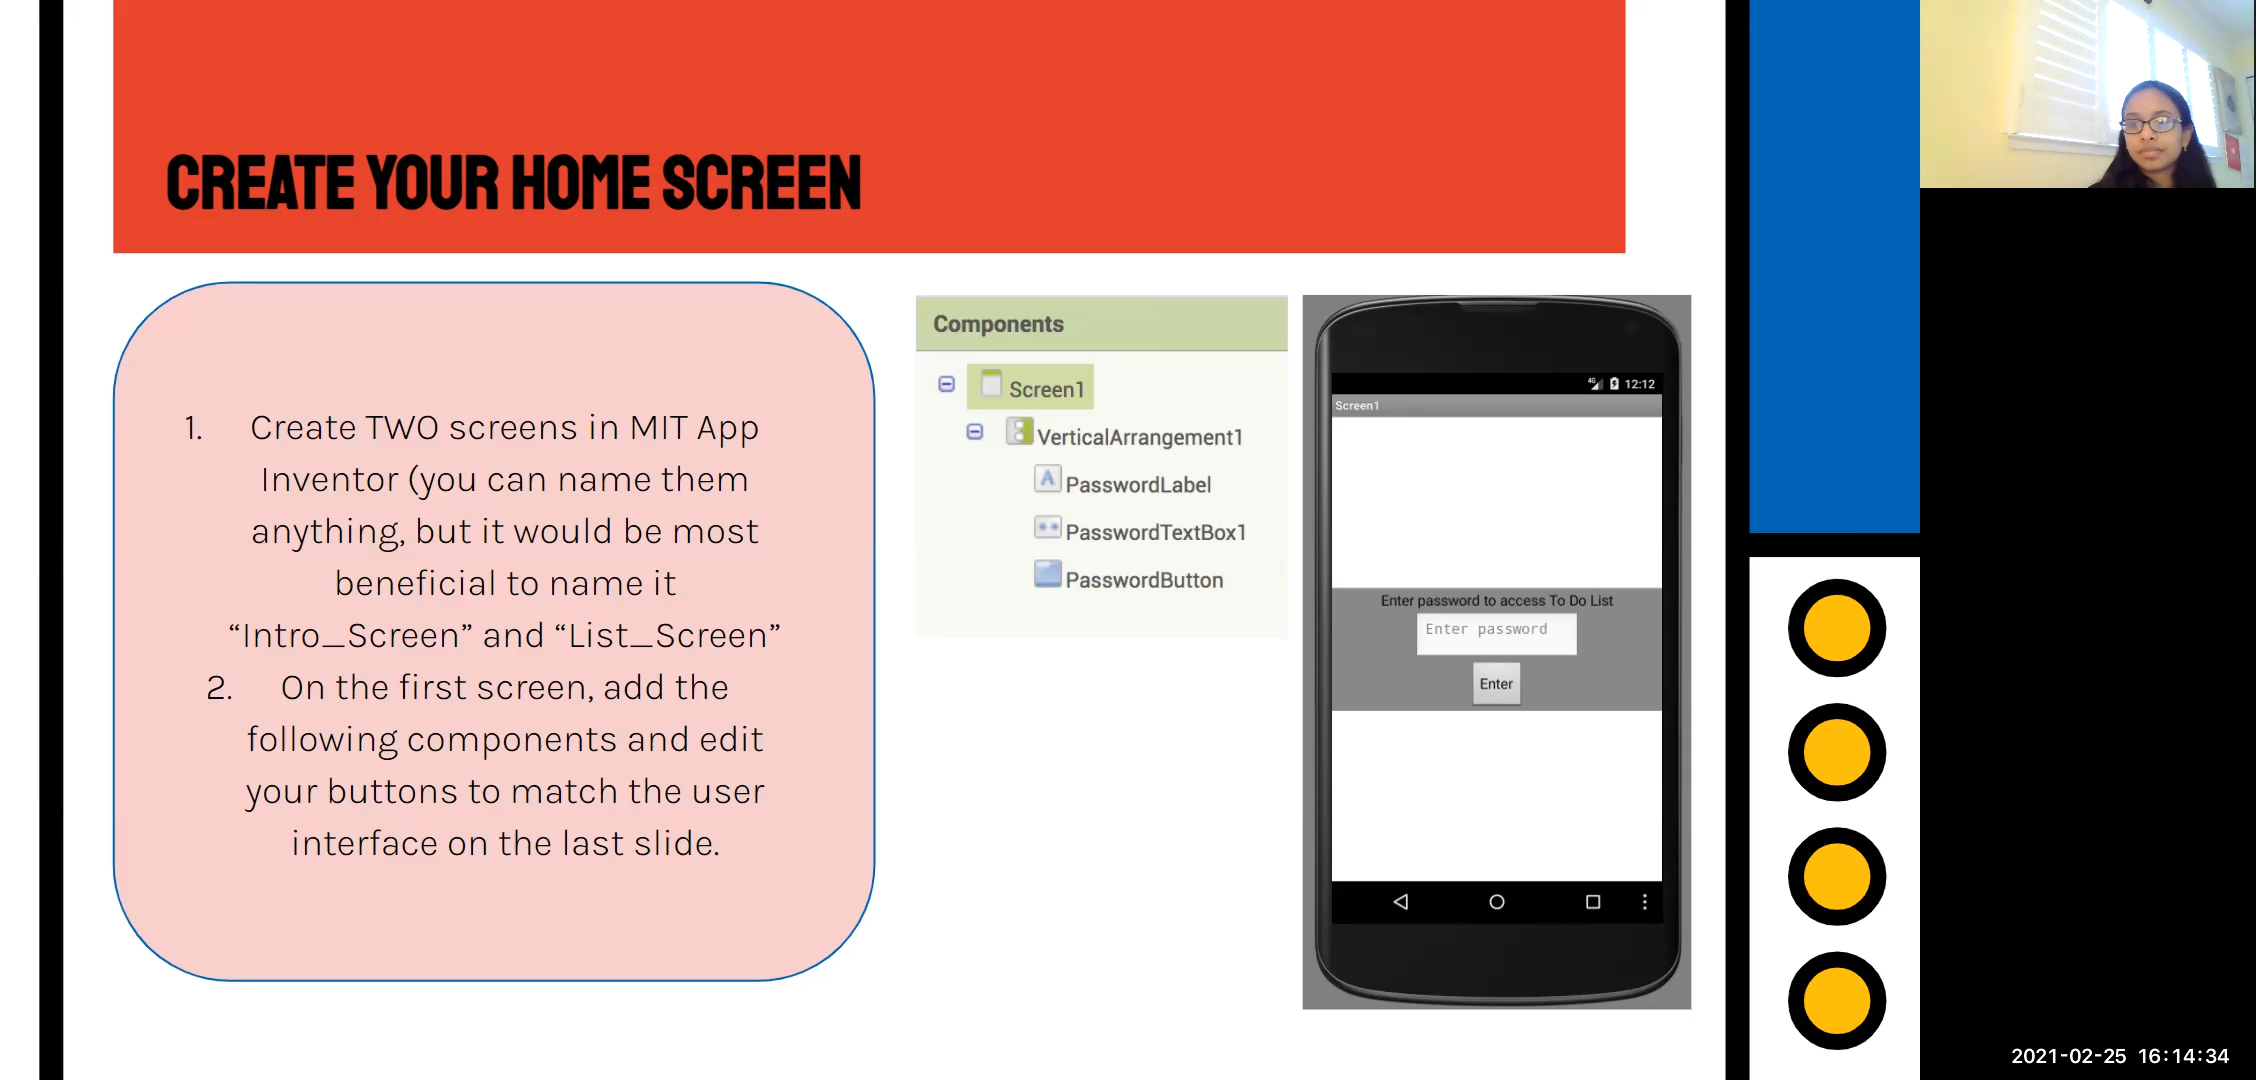 CREATE YOUR HOME SCREEN
1. Create TWO screens in MIT App
Inventor (you can name them
anything, but it would be most
beneficial to name it
“Intro_Screen” and “List_Screen”
2. On the first screen, add the
following components and edit
your buttons to match the user
interface on the last slide.
Components
Screen1
VerticalArrangement1
A PasswordLabel
** PasswordTextBox1
PasswordButton
4G 12:12
Screen1
Enter password to access To Do List
Enter password
Enter
2021-02-25 16:14:34